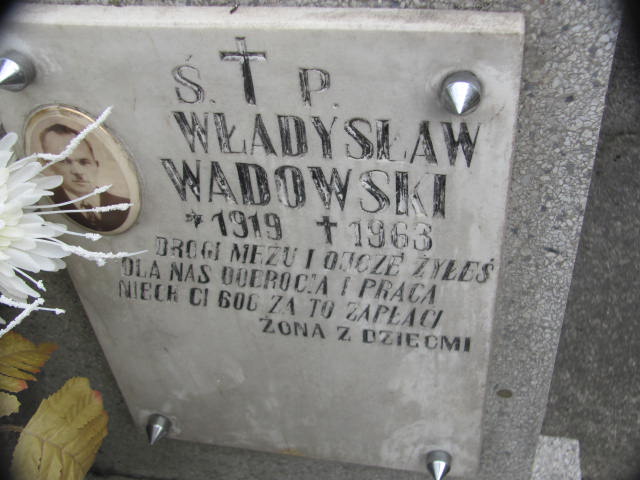 Ś. P.
WŁADYSŁAW
WADOWSKI
* 1919 † 1963
DROGI MĘŻU I OJCZE ŻYŁEŚ
DLA NAS DOBROCIĄ I PRACĄ
NIECH CI BÓG ZA TO ZAPŁACI
ŻONA Z DZIEĆMI